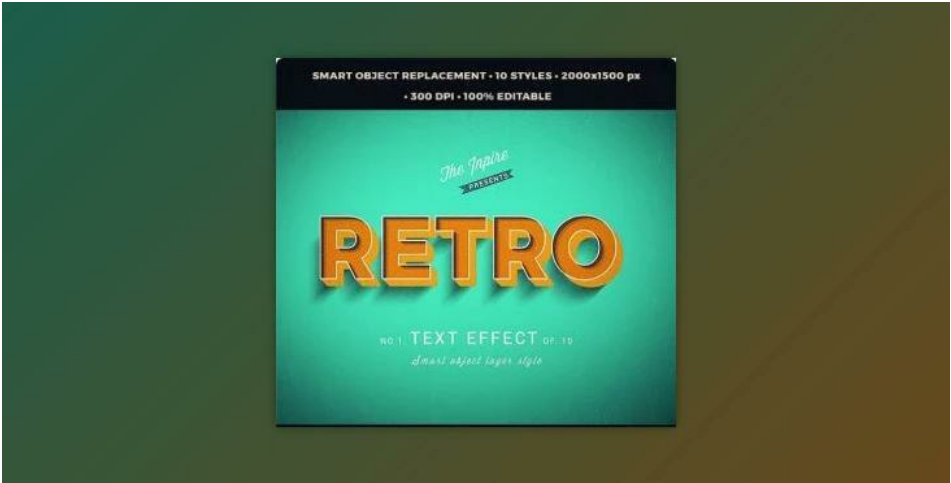 SMART OBJECT REPLACEMENT • 10 STYLES • 2000x1500 px
• 300 DPI • 100% EDITABLE
The Inpire
PRESENTS
RETRO
NO 1. TEXT EFFECT OF. 10
Smart object layer style